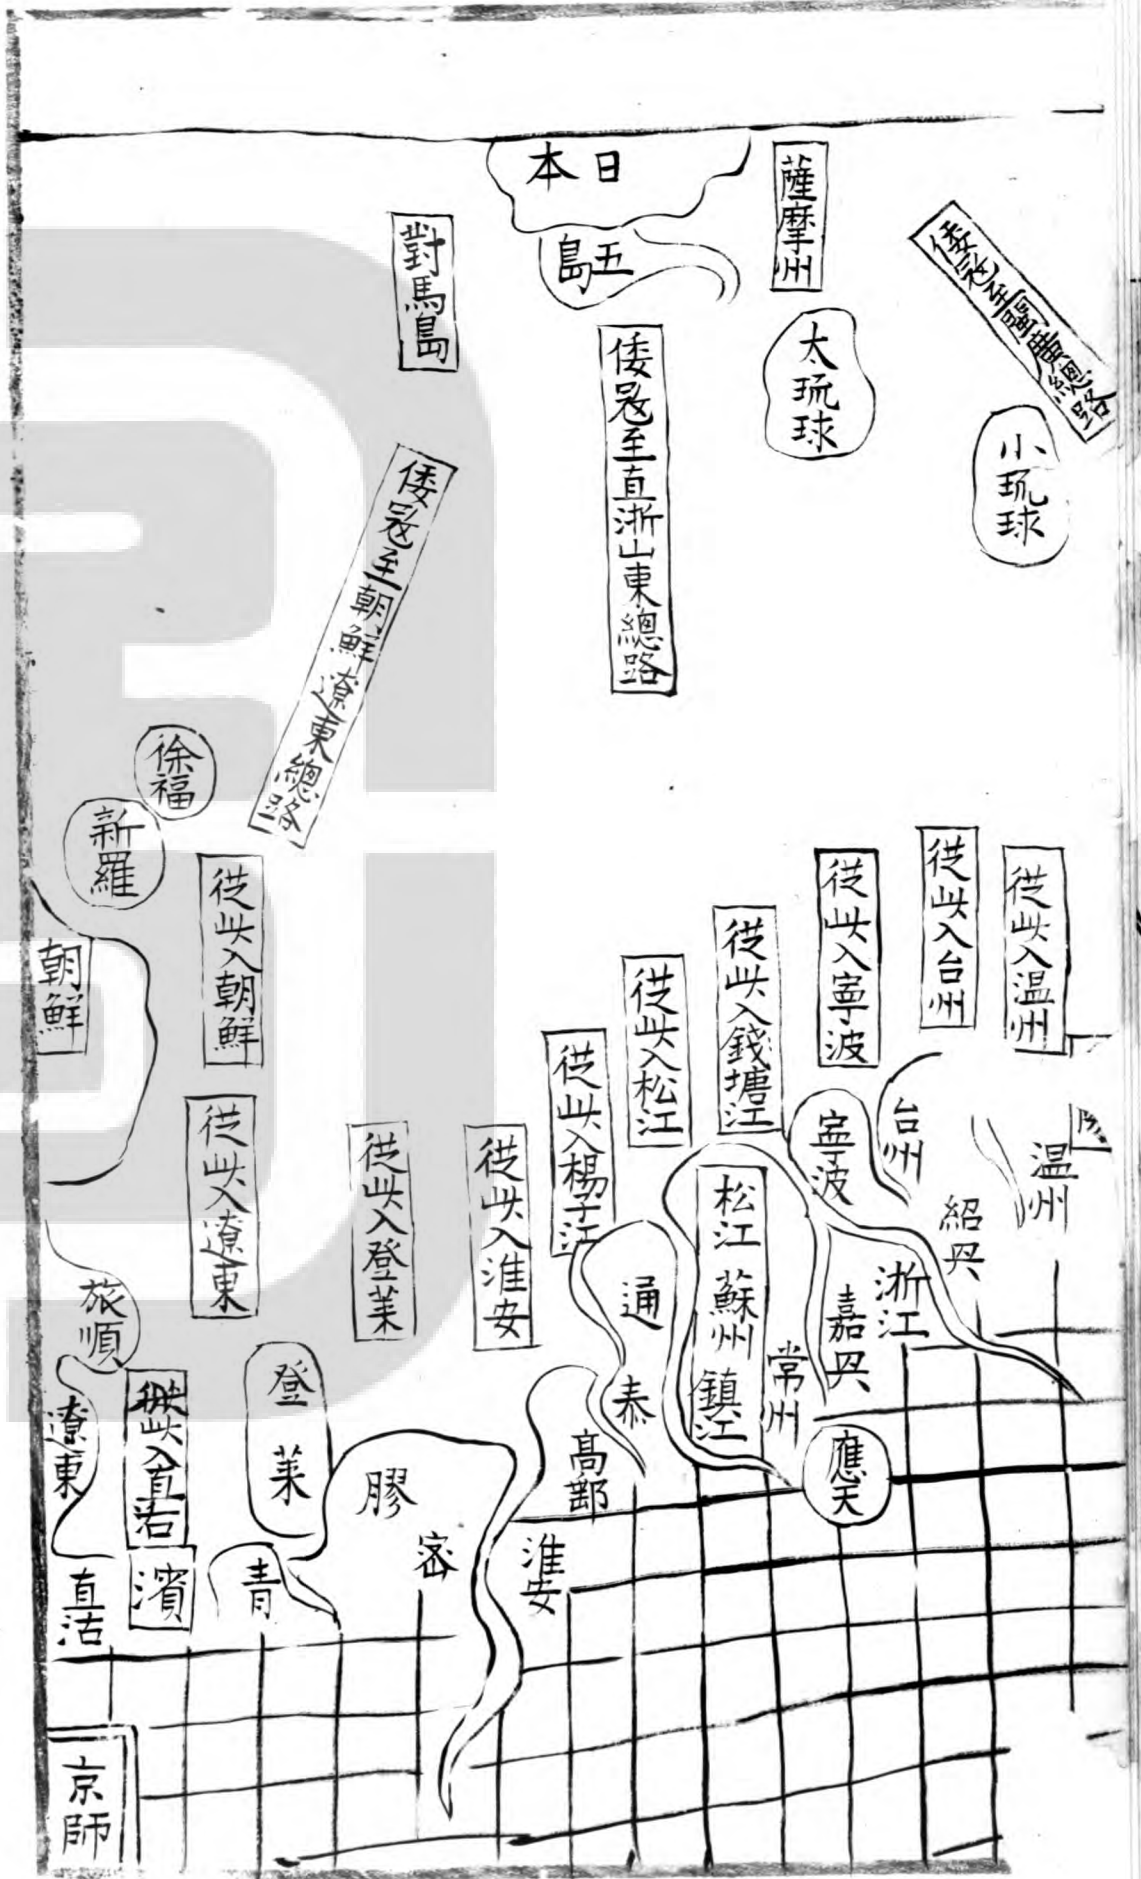 倭寇至閩廣總路
小琉球
薩摩州
太琉球
日本
五島
倭寇至直浙山東總路
對馬島
倭寇至朝鮮遼東總路
徐福
新羅
朝鮮
從此入温州
從此入台州
從此入寧波
從此入錢塘江
從此入松江
從此入楊子江
從此入淮安
從此入登莱
從此入朝鮮
從此入遼東
從此入直沽
温州
台州
紹興
寧波
浙江
嘉興
松江 蘇州 鎮江
常州
應天
通
泰
高郵
淮安
膠
密
登
莱
青
濱
旅順
遼東
直沽
京師